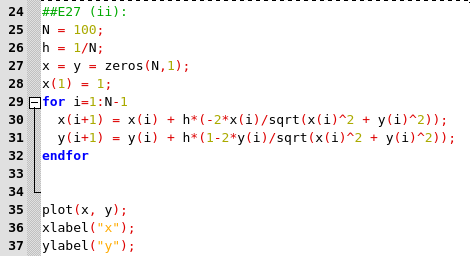 24 ##E27 (ii):
25 N = 100;
26 h = 1/N;
27 x = y = zeros(N,1);
28 x(1) = 1;
29 for i=1:N-1
30 x(i+1) = x(i) + h*(-2*x(i)/sqrt(x(i)^2 + y(i)^2));
31 y(i+1) = y(i) + h*(1-2*y(i)/sqrt(x(i)^2 + y(i)^2));
32 endfor
33
34
35 plot(x, y);
36 xlabel("x");
37 ylabel("y");